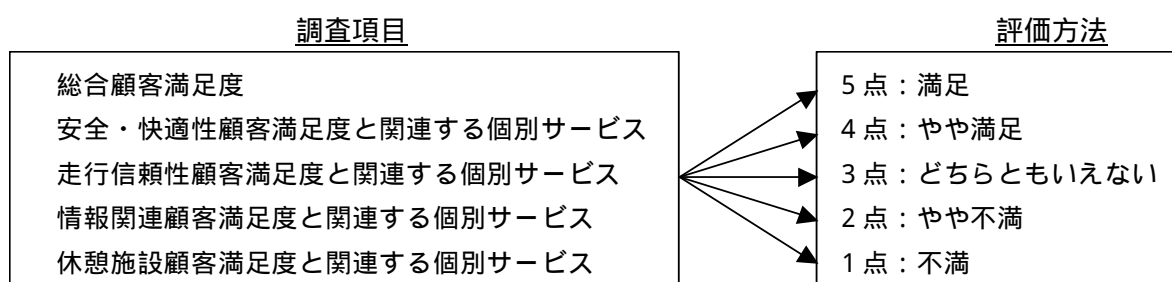 調査項目
総合顧客満足度
安全・快適性顧客満足度と関連する個別サービス
走行信頼性顧客満足度と関連する個別サービス
情報関連顧客満足度と関連する個別サービス
休憩施設顧客満足度と関連する個別サービス
評価方法
5点：満足
4点：やや満足
3点：どちらともいえない
2点：やや不満
1点：不満